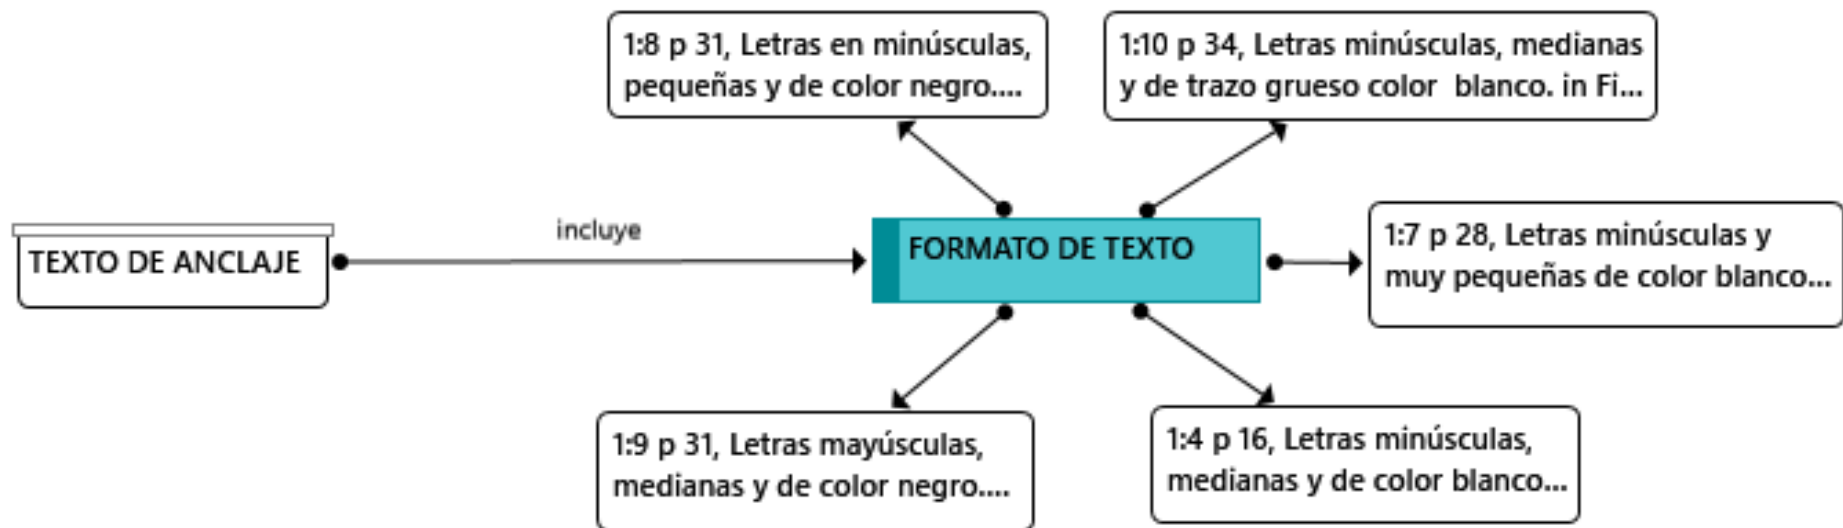 1:8 p 31, Letras en minúsculas,
pequeñas y de color negro....
1:10 p 34, Letras minúsculas, medianas
y de trazo grueso color  blanco. in Fi...
incluye
TEXTO DE ANCLAJE
FORMATO DE TEXTO
1:7 p 28, Letras minúsculas y
muy pequeñas de color blanco...
1:9 p 31, Letras mayúsculas,
medianas y de color negro....
1:4 p 16, Letras minúsculas,
medianas y de color blanco...